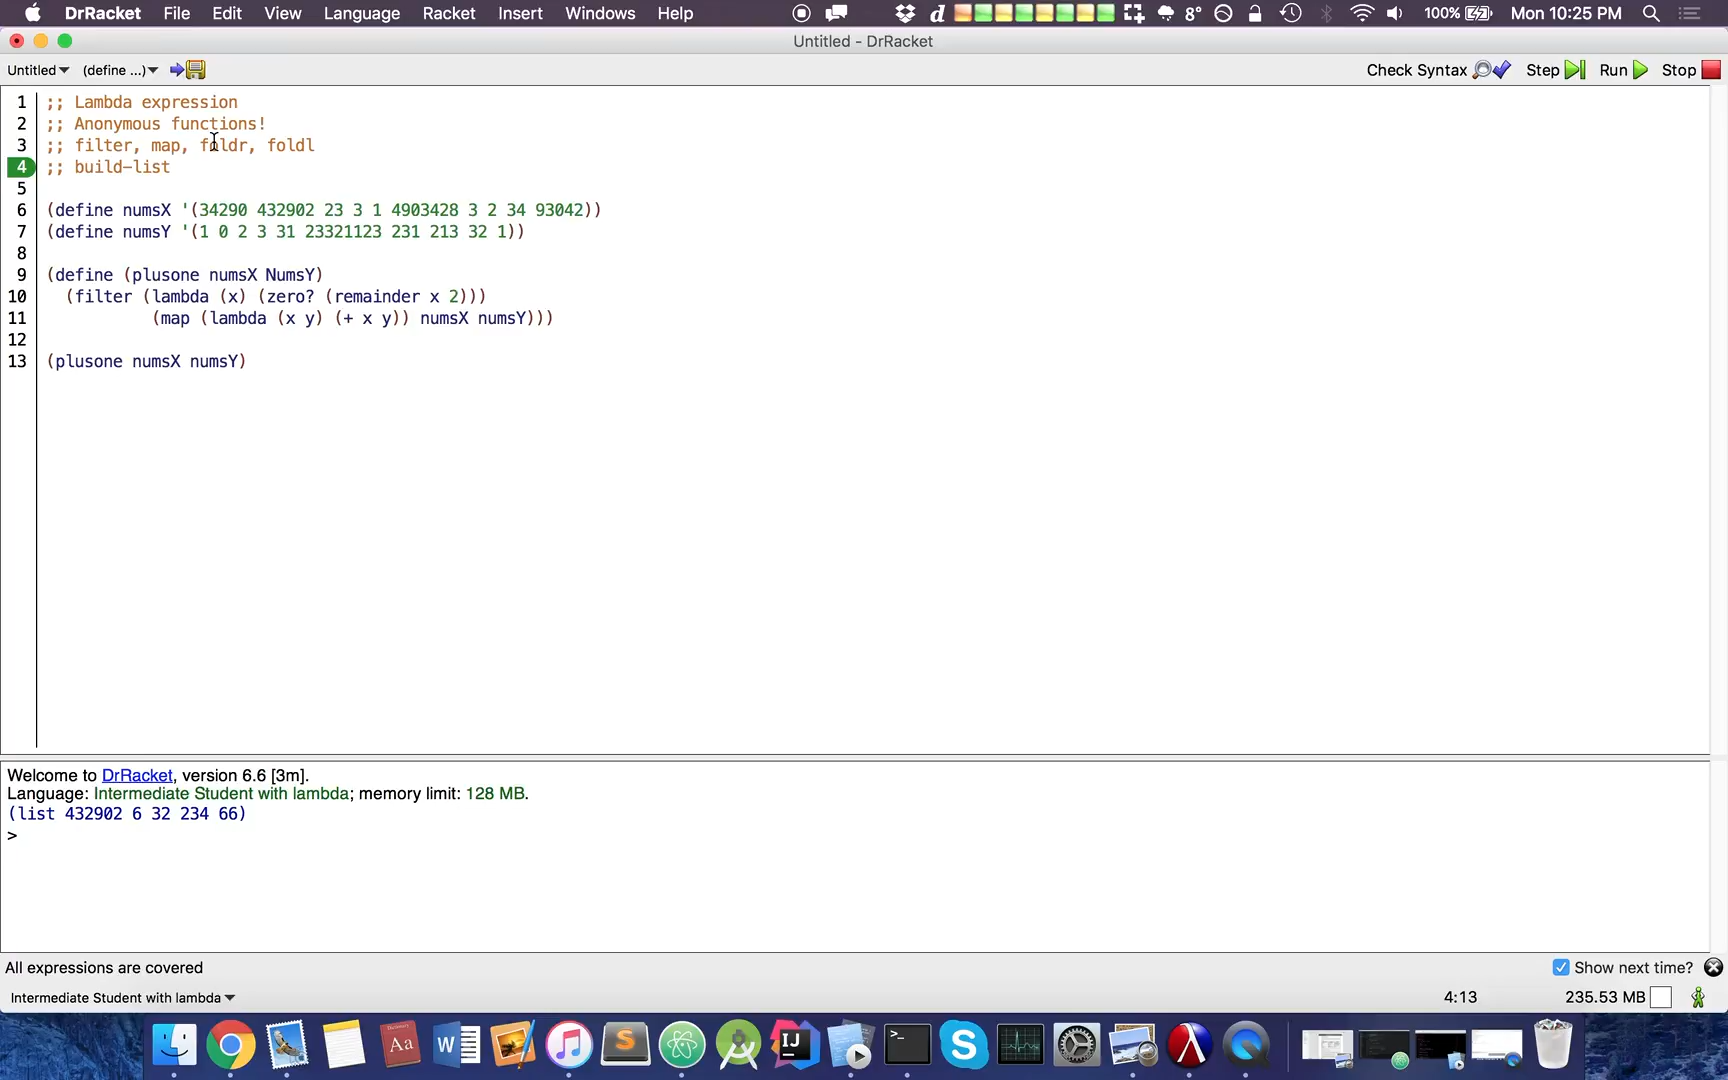 DrRacket File Edit View Language Racket Insert Windows Help d 8° 100% Mon 10:25 PM
Untitled - DrRacket
Untitled (define ...) Check Syntax Step Run Stop
1 ;; Lambda expression
2 ;; Anonymous functions!
3 ;; filter, map, foldr, foldl
4 ;; build-list
5
6 (define numsX '(34290 432902 23 3 1 4903428 3 2 34 93042))
7 (define numsY '(1 0 2 3 31 23321123 231 213 32 1))
8
9 (define (plusone numsX NumsY)
10 (filter (lambda (x) (zero? (remainder x 2)))
11 (map (lambda (x y) (+ x y)) numsX numsY)))
12
13 (plusone numsX numsY)
Welcome to DrRacket, version 6.6 [3m].
Language: Intermediate Student with lambda; memory limit: 128 MB.
(list 432902 6 32 234 66)
>
All expressions are covered Show next time?
Intermediate Student with lambda 4:13 235.53 MB
Aa W S IJ >_ S